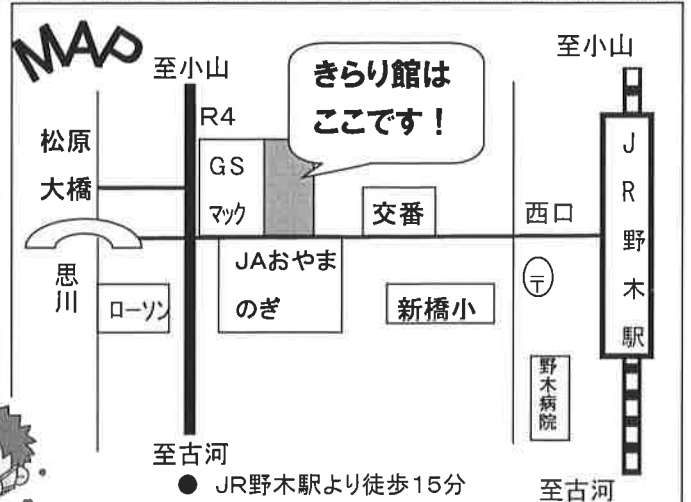 MAP
至小山
至小山
きらり館は
ここです！
R4
松原
大橋
GS
マック
交番
西口
JR野木駅
JAおやま
のぎ
思川
ローソン
新橋小
〒
野木病院
至古河
至古河
● JR野木駅より徒歩15分